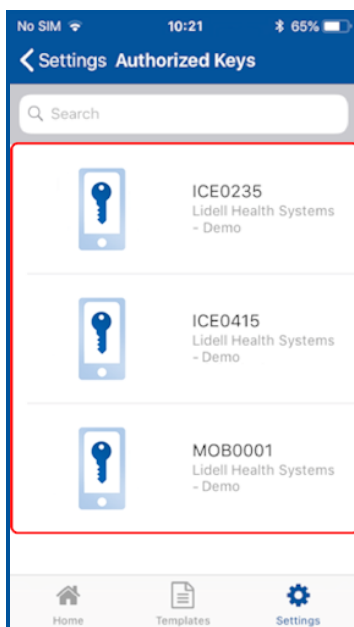 No SIM 10:21 65%
Settings Authorized Keys
Search
ICE0235
Lidell Health Systems
- Demo
ICE0415
Lidell Health Systems
- Demo
MOB0001
Lidell Health Systems
- Demo
Home Templates Settings